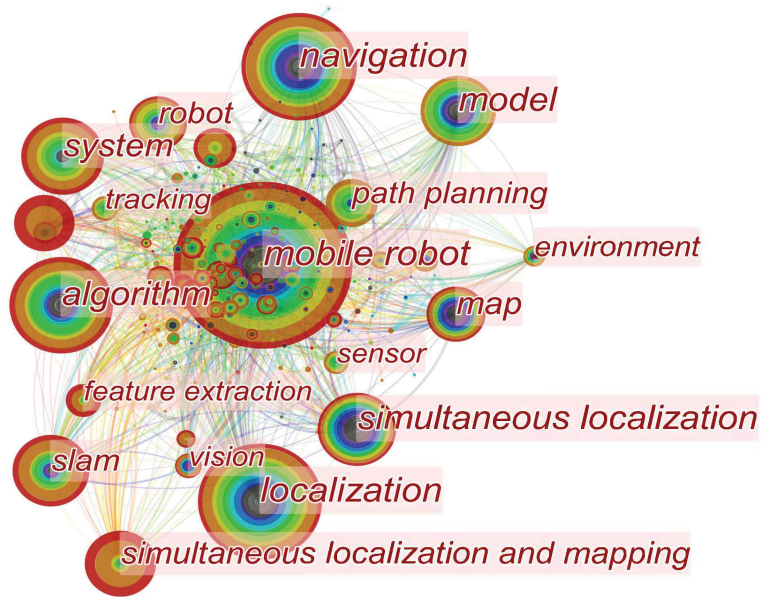 navigation
model
robot
system
tracking
path planning
mobile robot
environment
algorithm
map
sensor
feature extraction
simultaneous localization
slam
vision
localization
simultaneous localization and mapping